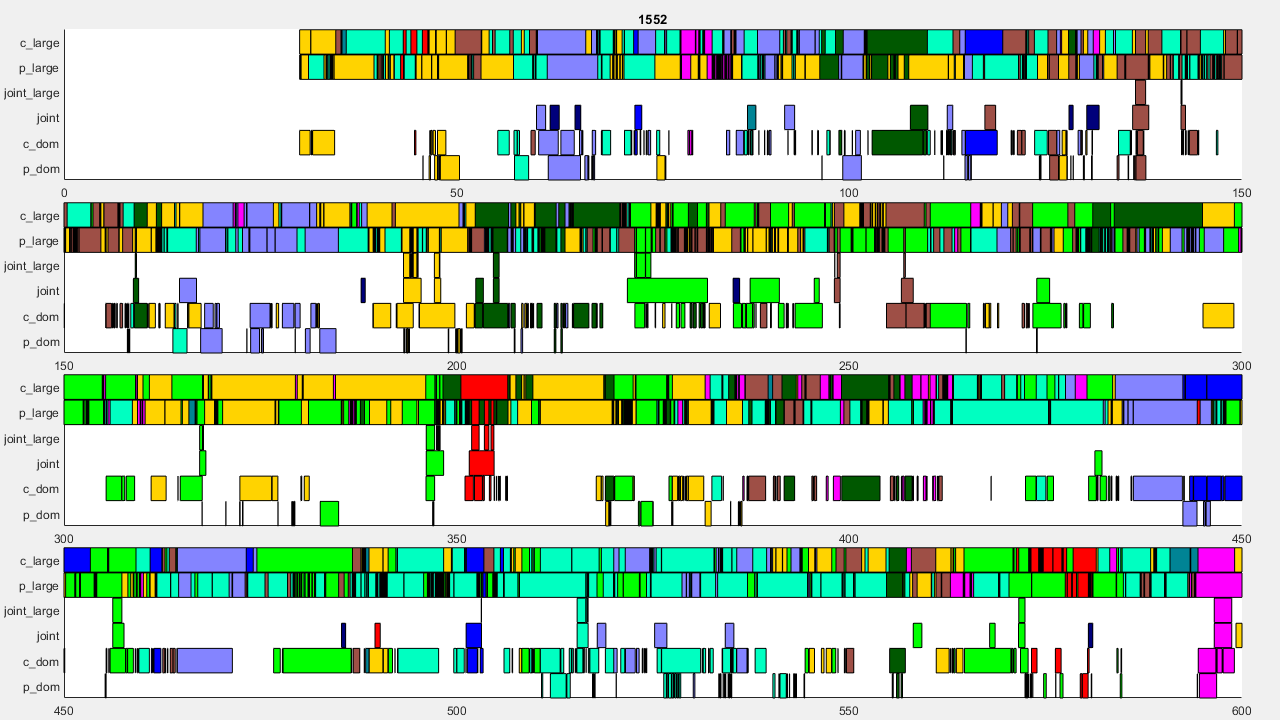 1552
c_large
p_large
joint_large
joint
c_dom
p_dom
0 50 100 150
c_large
p_large
joint_large
joint
c_dom
p_dom
150 200 250 300
c_large
p_large
joint_large
joint
c_dom
p_dom
300 350 400 450
c_large
p_large
joint_large
joint
c_dom
p_dom
450 500 550 600